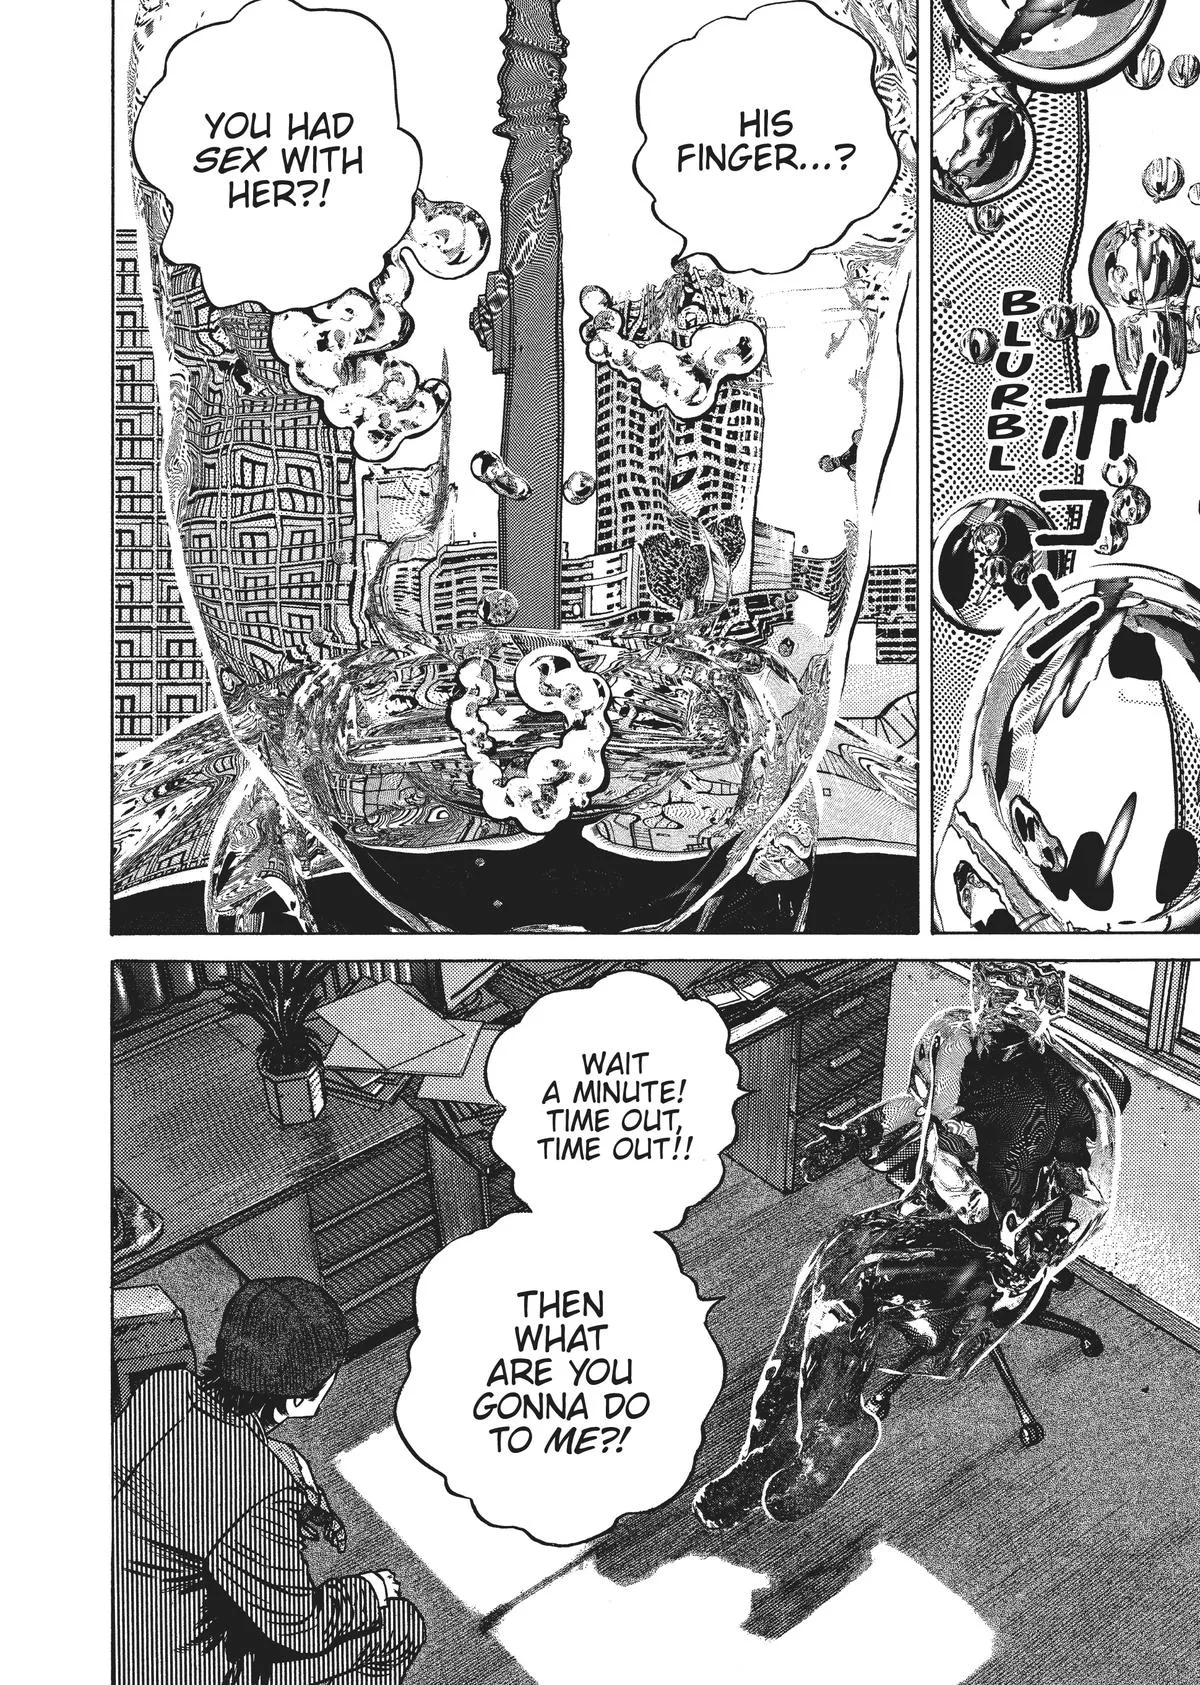 BLURBL
ボコ
HIS
FINGER...?
YOU HAD
SEX WITH
HER?!
WAIT
A MINUTE!
TIME OUT,
TIME OUT!!
THEN
WHAT
ARE YOU
GONNA DO
TO ME?!